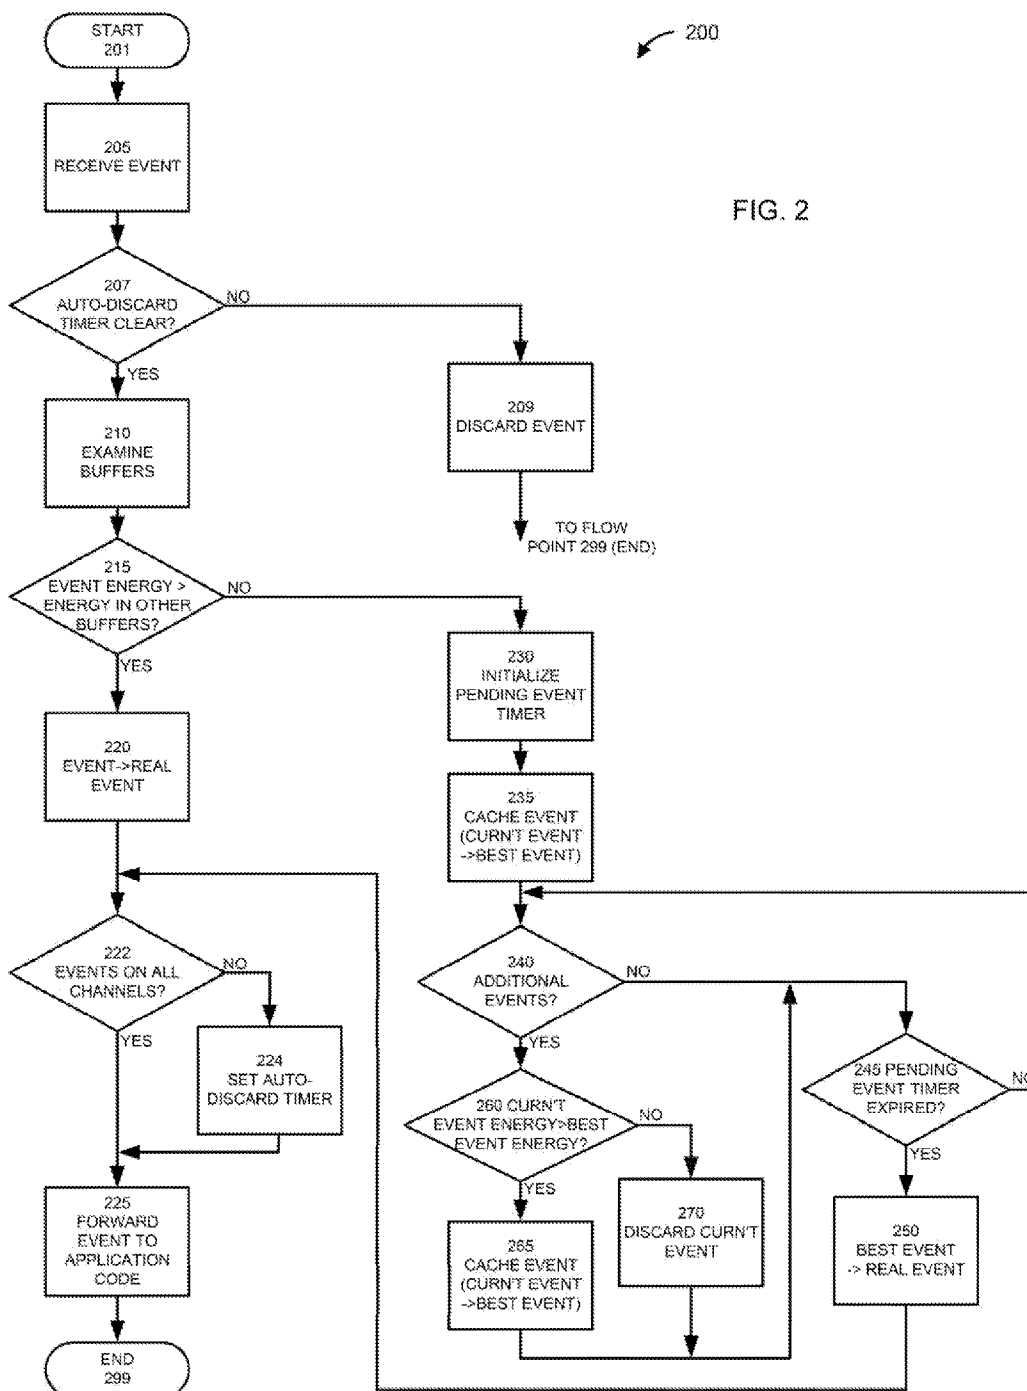 START
201
200
205
RECEIVE EVENT
FIG. 2
207
AUTO-DISCARD
TIMER CLEAR?
NO
YES
209
DISCARD EVENT
210
EXAMINE
BUFFERS
TO FLOW
POINT 299 (END)
215
EVENT ENERGY >
ENERGY IN OTHER
BUFFERS?
NO
YES
230
INITIALIZE
PENDING EVENT
TIMER
220
EVENT->REAL
EVENT
235
CACHE EVENT
(CURN'T EVENT
->BEST EVENT)
222
EVENTS ON ALL
CHANNELS?
NO
YES
240
ADDITIONAL
EVENTS?
NO
YES
224
SET AUTO-
DISCARD TIMER
245 PENDING
EVENT TIMER
EXPIRED?
NO
YES
260 CURN'T
EVENT ENERGY>BEST
EVENT ENERGY?
NO
YES
225
FORWARD
EVENT TO
APPLICATION
CODE
265
CACHE EVENT
(CURN'T EVENT
->BEST EVENT)
270
DISCARD CURN'T
EVENT
250
BEST EVENT
-> REAL EVENT
END
299